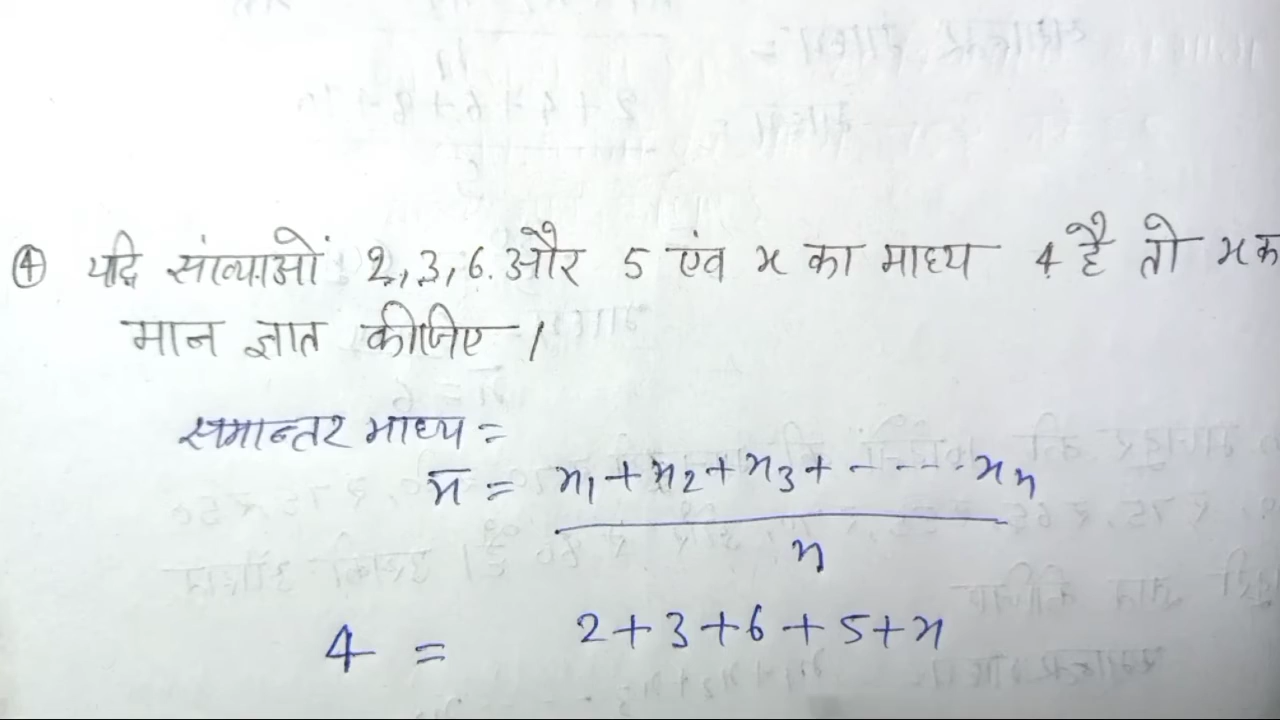 ④ यदि संख्याओं 2,3,6. और 5 एंव x का माध्य 4 है तो x क
मान ज्ञात कीजिए ।
समान्तर माध्य =
x̄ = x₁+x₂+x₃+ - - - - · xₙ
n
4 = 2+3+6+5+x